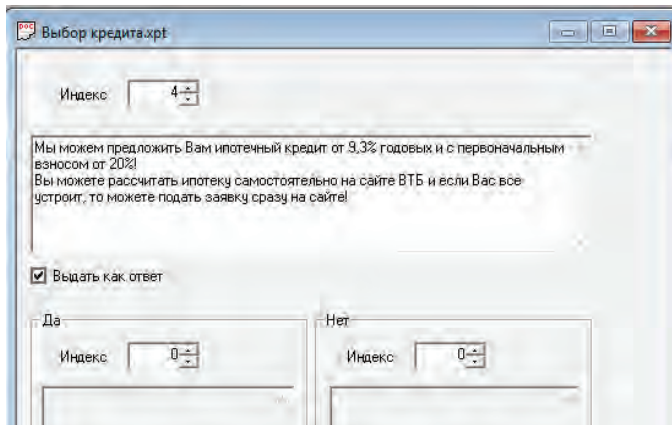 Выбор кредита.xpt
Индекс 4
Мы можем предложить Вам ипотечный кредит от 9,3% годовых и с первоначальным
взносом от 20%!
Вы можете рассчитать ипотеку самостоятельно на сайте ВТБ и если Вас все
устроит, то можете подать заявку сразу на сайте!
Выдать как ответ
Да Нет
Индекс 0 Индекс 0